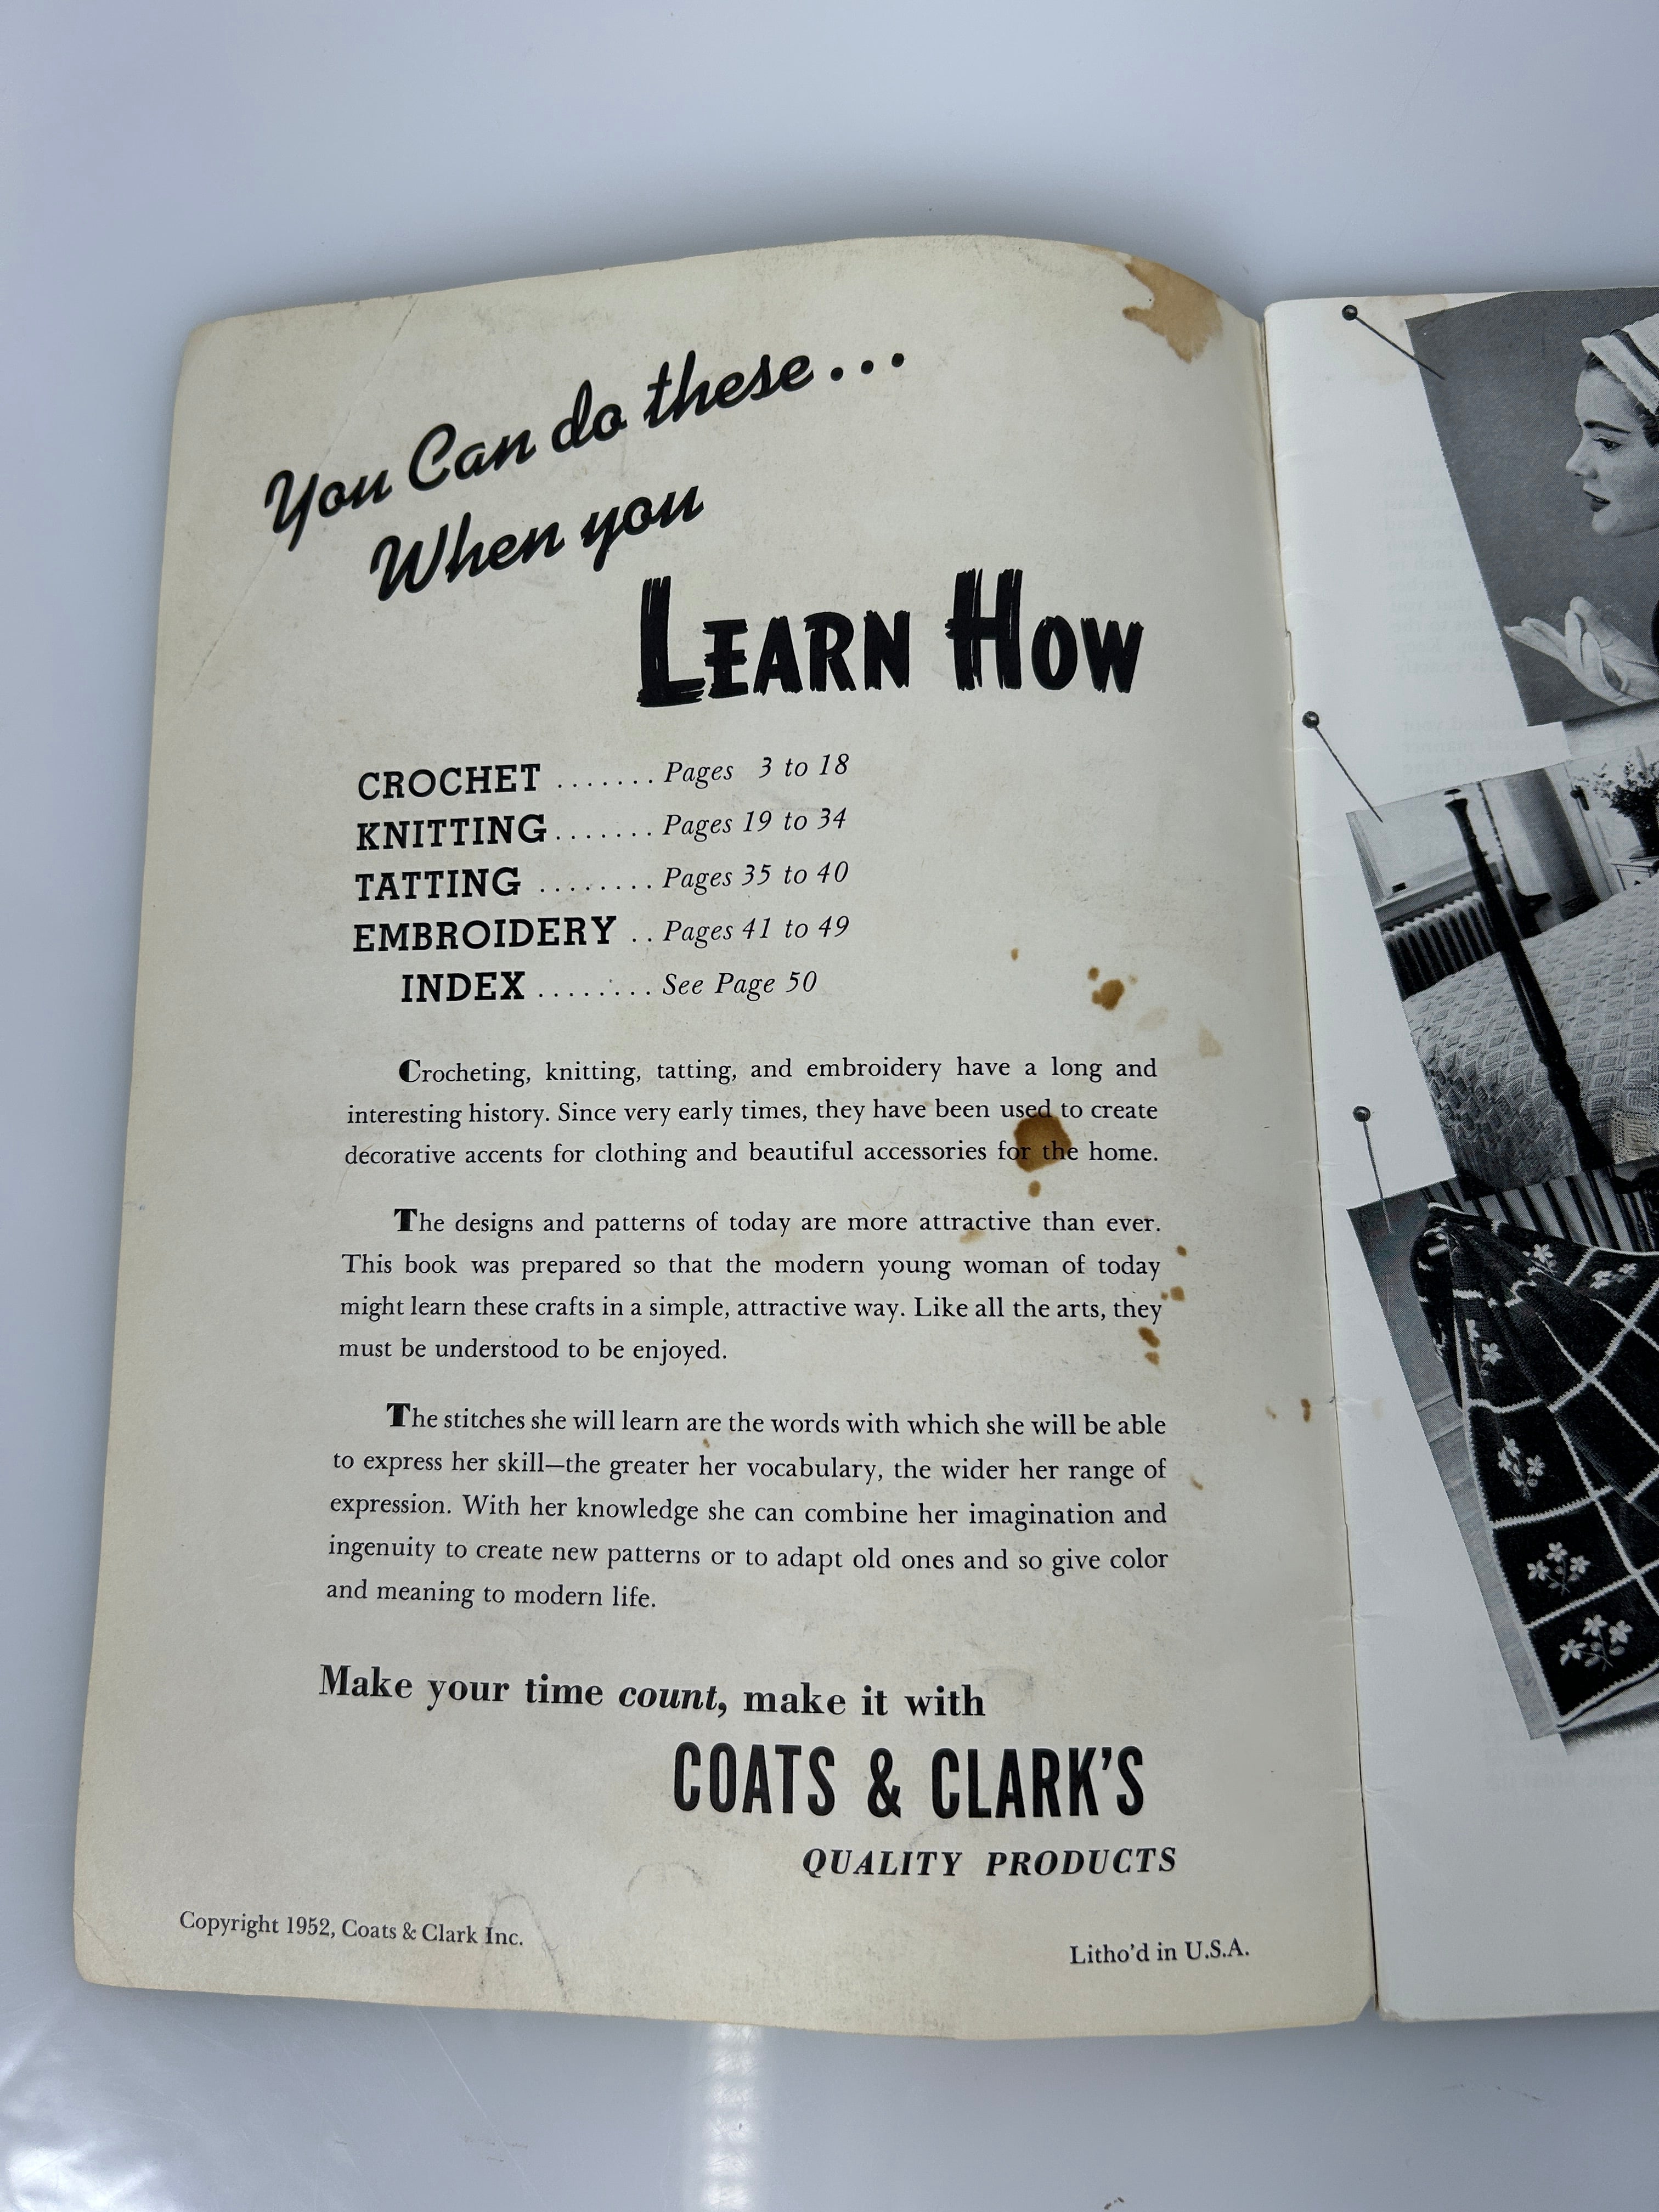 You Can do these...
When you
LEARN HOW
CROCHET ....... Pages 3 to 18
KNITTING ....... Pages 19 to 34
TATTING ........ Pages 35 to 40
EMBROIDERY .. Pages 41 to 49
INDEX ........ See Page 50
Crocheting, knitting, tatting, and embroidery have a long and
interesting history. Since very early times, they have been used to create
decorative accents for clothing and beautiful accessories for the home.
The designs and patterns of today are more attractive than ever.
This book was prepared so that the modern young woman of today
might learn these crafts in a simple, attractive way. Like all the arts, they
must be understood to be enjoyed.
The stitches she will learn are the words with which she will be able
to express her skill—the greater her vocabulary, the wider her range of
expression. With her knowledge she can combine her imagination and
ingenuity to create new patterns or to adapt old ones and so give color
and meaning to modern life.
Make your time count, make it with
COATS & CLARK'S
QUALITY PRODUCTS
Copyright 1952, Coats & Clark Inc.
Litho'd in U.S.A.